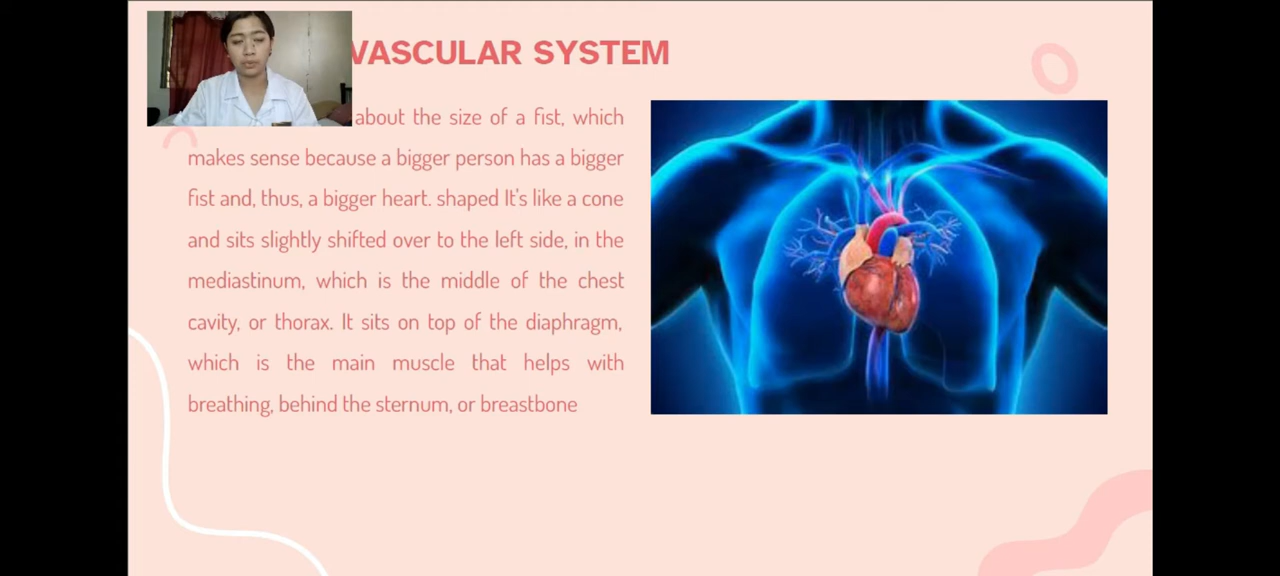 VASCULAR SYSTEM
about the size of a fist, which
makes sense because a bigger person has a bigger
fist and, thus, a bigger heart. shaped It's like a cone
and sits slightly shifted over to the left side, in the
mediastinum, which is the middle of the chest
cavity, or thorax. It sits on top of the diaphragm,
which is the main muscle that helps with
breathing, behind the sternum, or breastbone